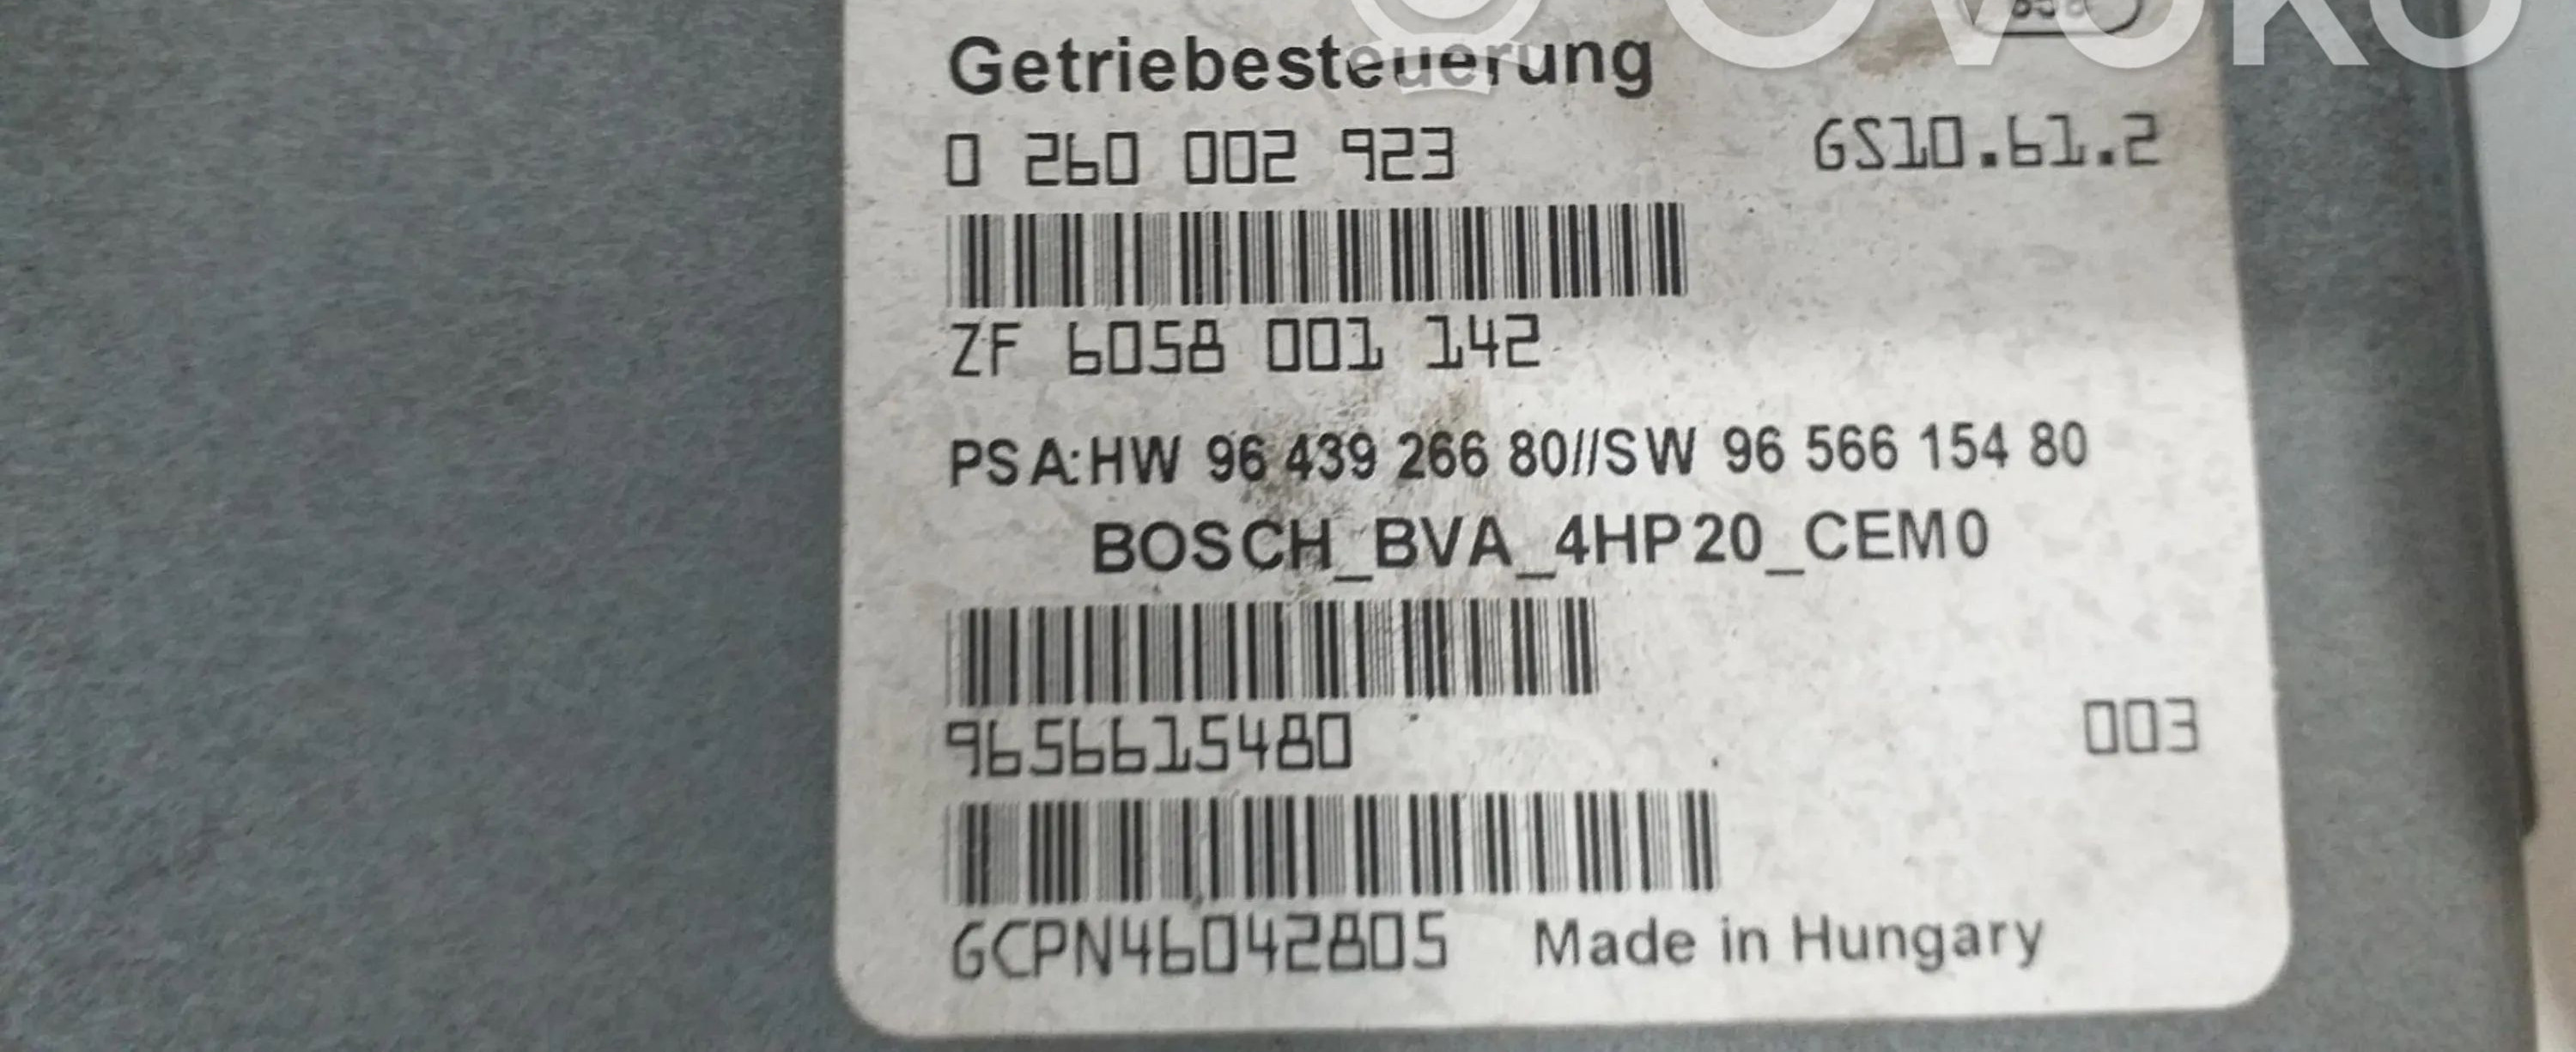 OVOKO
Getriebesteuerung
0 260 002 923 GS10.61.2
ZF 6058 001 142
PSA:HW 96 439 266 80//SW 96 566 154 80
BOSCH_BVA_4HP20_CEM0
9656615480 003
GCPN46042805 Made in Hungary